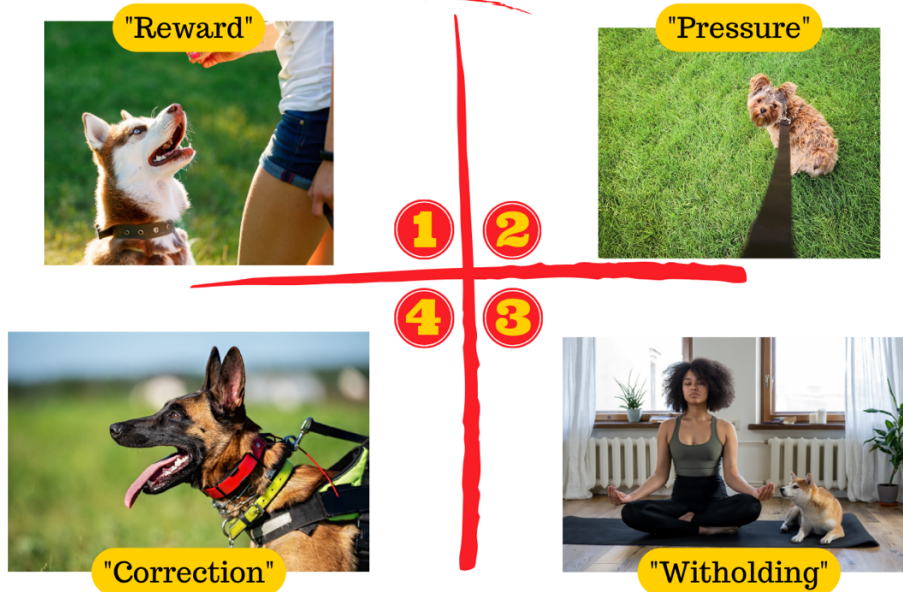 "Reward"
"Pressure"
1
2
4
3
"Correction"
"Witholding"